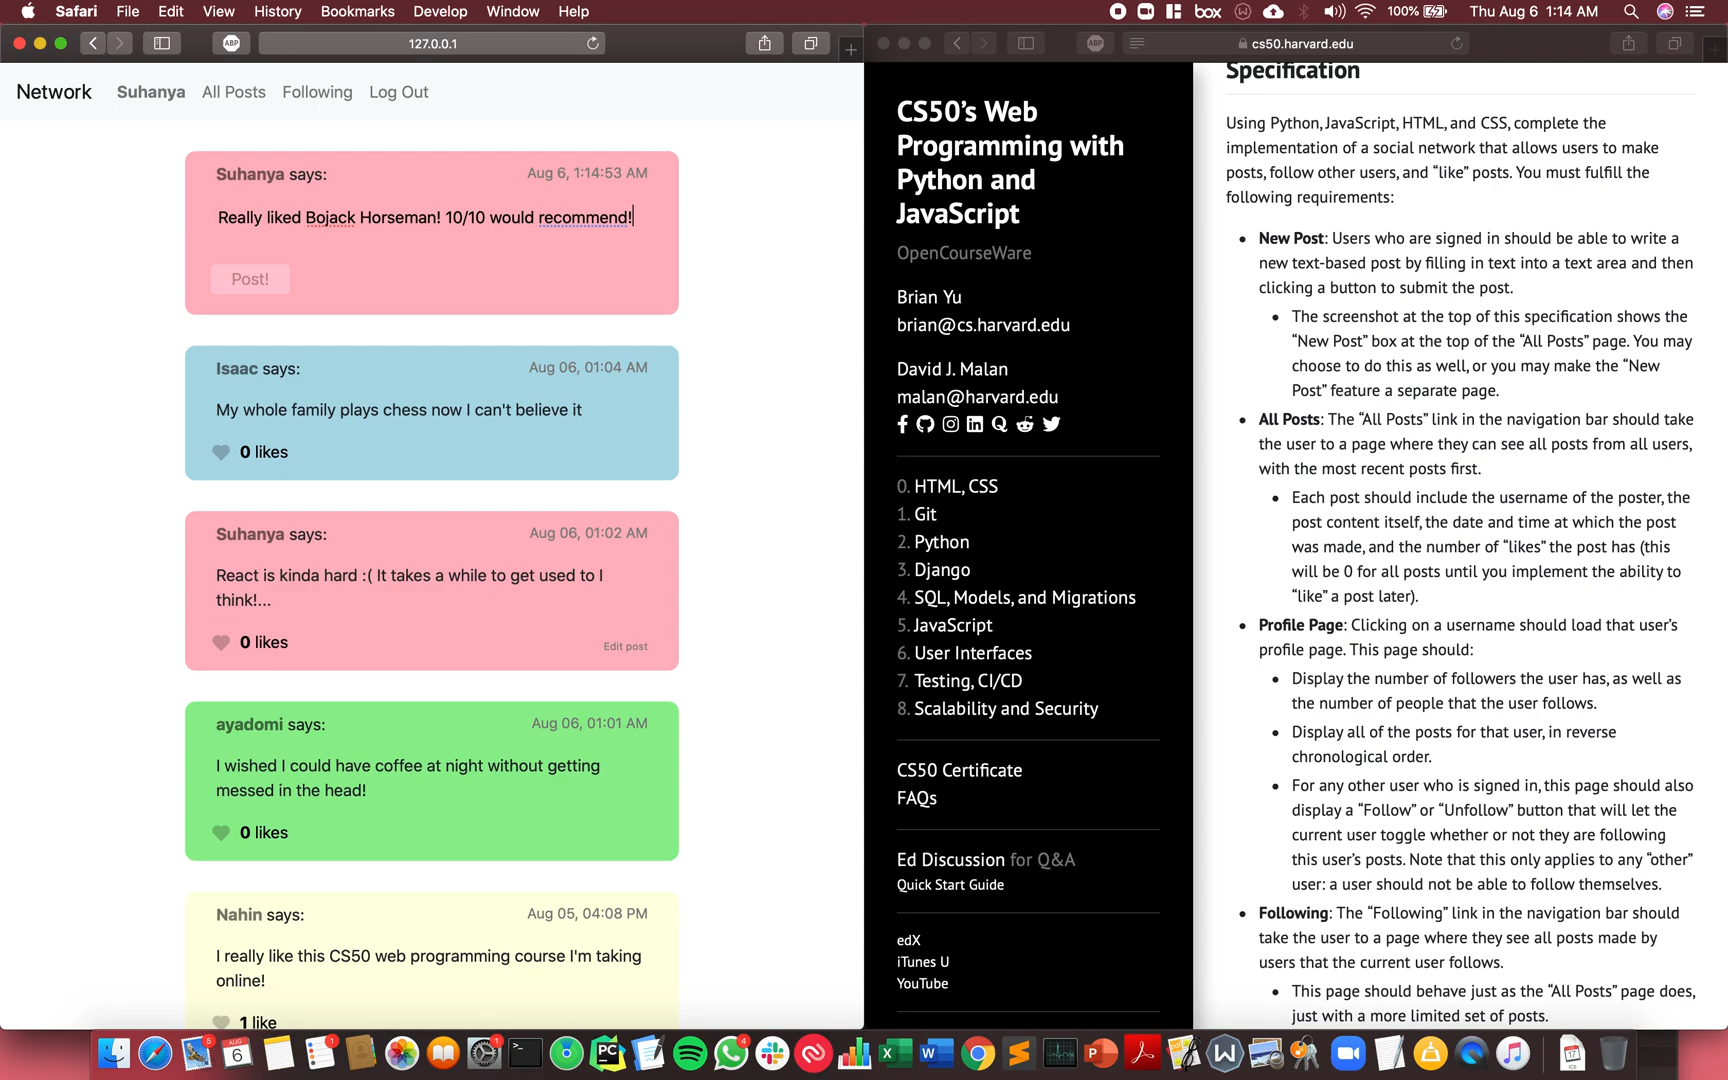 Safari File Edit View History Bookmarks Develop Window Help
box 100% Thu Aug 6 1:14 AM
ABP 127.0.0.1
Network Suhanya All Posts Following Log Out
Suhanya says: Aug 6, 1:14:53 AM
Really liked Bojack Horseman! 10/10 would recommend!
Post!
Isaac says: Aug 06, 01:04 AM
My whole family plays chess now I can't believe it
0 likes
Suhanya says: Aug 06, 01:02 AM
React is kinda hard :( It takes a while to get used to I
think!...
0 likes Edit post
ayadomi says: Aug 06, 01:01 AM
I wished I could have coffee at night without getting
messed in the head!
0 likes
Nahin says: Aug 05, 04:08 PM
I really like this CS50 web programming course I'm taking
online!
1 like
ABP cs50.harvard.edu
CS50’s Web
Programming with
Python and
JavaScript
OpenCourseWare
Brian Yu
brian@cs.harvard.edu
David J. Malan
malan@harvard.edu
0. HTML, CSS
1. Git
2. Python
3. Django
4. SQL, Models, and Migrations
5. JavaScript
6. User Interfaces
7. Testing, CI/CD
8. Scalability and Security
CS50 Certificate
FAQs
Ed Discussion for Q&A
Quick Start Guide
edX
iTunes U
YouTube
Specification
Using Python, JavaScript, HTML, and CSS, complete the
implementation of a social network that allows users to make
posts, follow other users, and “like” posts. You must fulfill the
following requirements:
New Post: Users who are signed in should be able to write a
new text-based post by filling in text into a text area and then
clicking a button to submit the post.
The screenshot at the top of this specification shows the
“New Post” box at the top of the “All Posts” page. You may
choose to do this as well, or you may make the “New
Post” feature a separate page.
All Posts: The “All Posts” link in the navigation bar should take
the user to a page where they can see all posts from all users,
with the most recent posts first.
Each post should include the username of the poster, the
post content itself, the date and time at which the post
was made, and the number of “likes” the post has (this
will be 0 for all posts until you implement the ability to
“like” a post later).
Profile Page: Clicking on a username should load that user’s
profile page. This page should:
Display the number of followers the user has, as well as
the number of people that the user follows.
Display all of the posts for that user, in reverse
chronological order.
For any other user who is signed in, this page should also
display a “Follow” or “Unfollow” button that will let the
current user toggle whether or not they are following
this user’s posts. Note that this only applies to any “other”
user: a user should not be able to follow themselves.
Following: The “Following” link in the navigation bar should
take the user to a page where they see all posts made by
users that the current user follows.
This page should behave just as the “All Posts” page does,
just with a more limited set of posts.
5 AUG 6 1 1 PC 4 X W P W 17